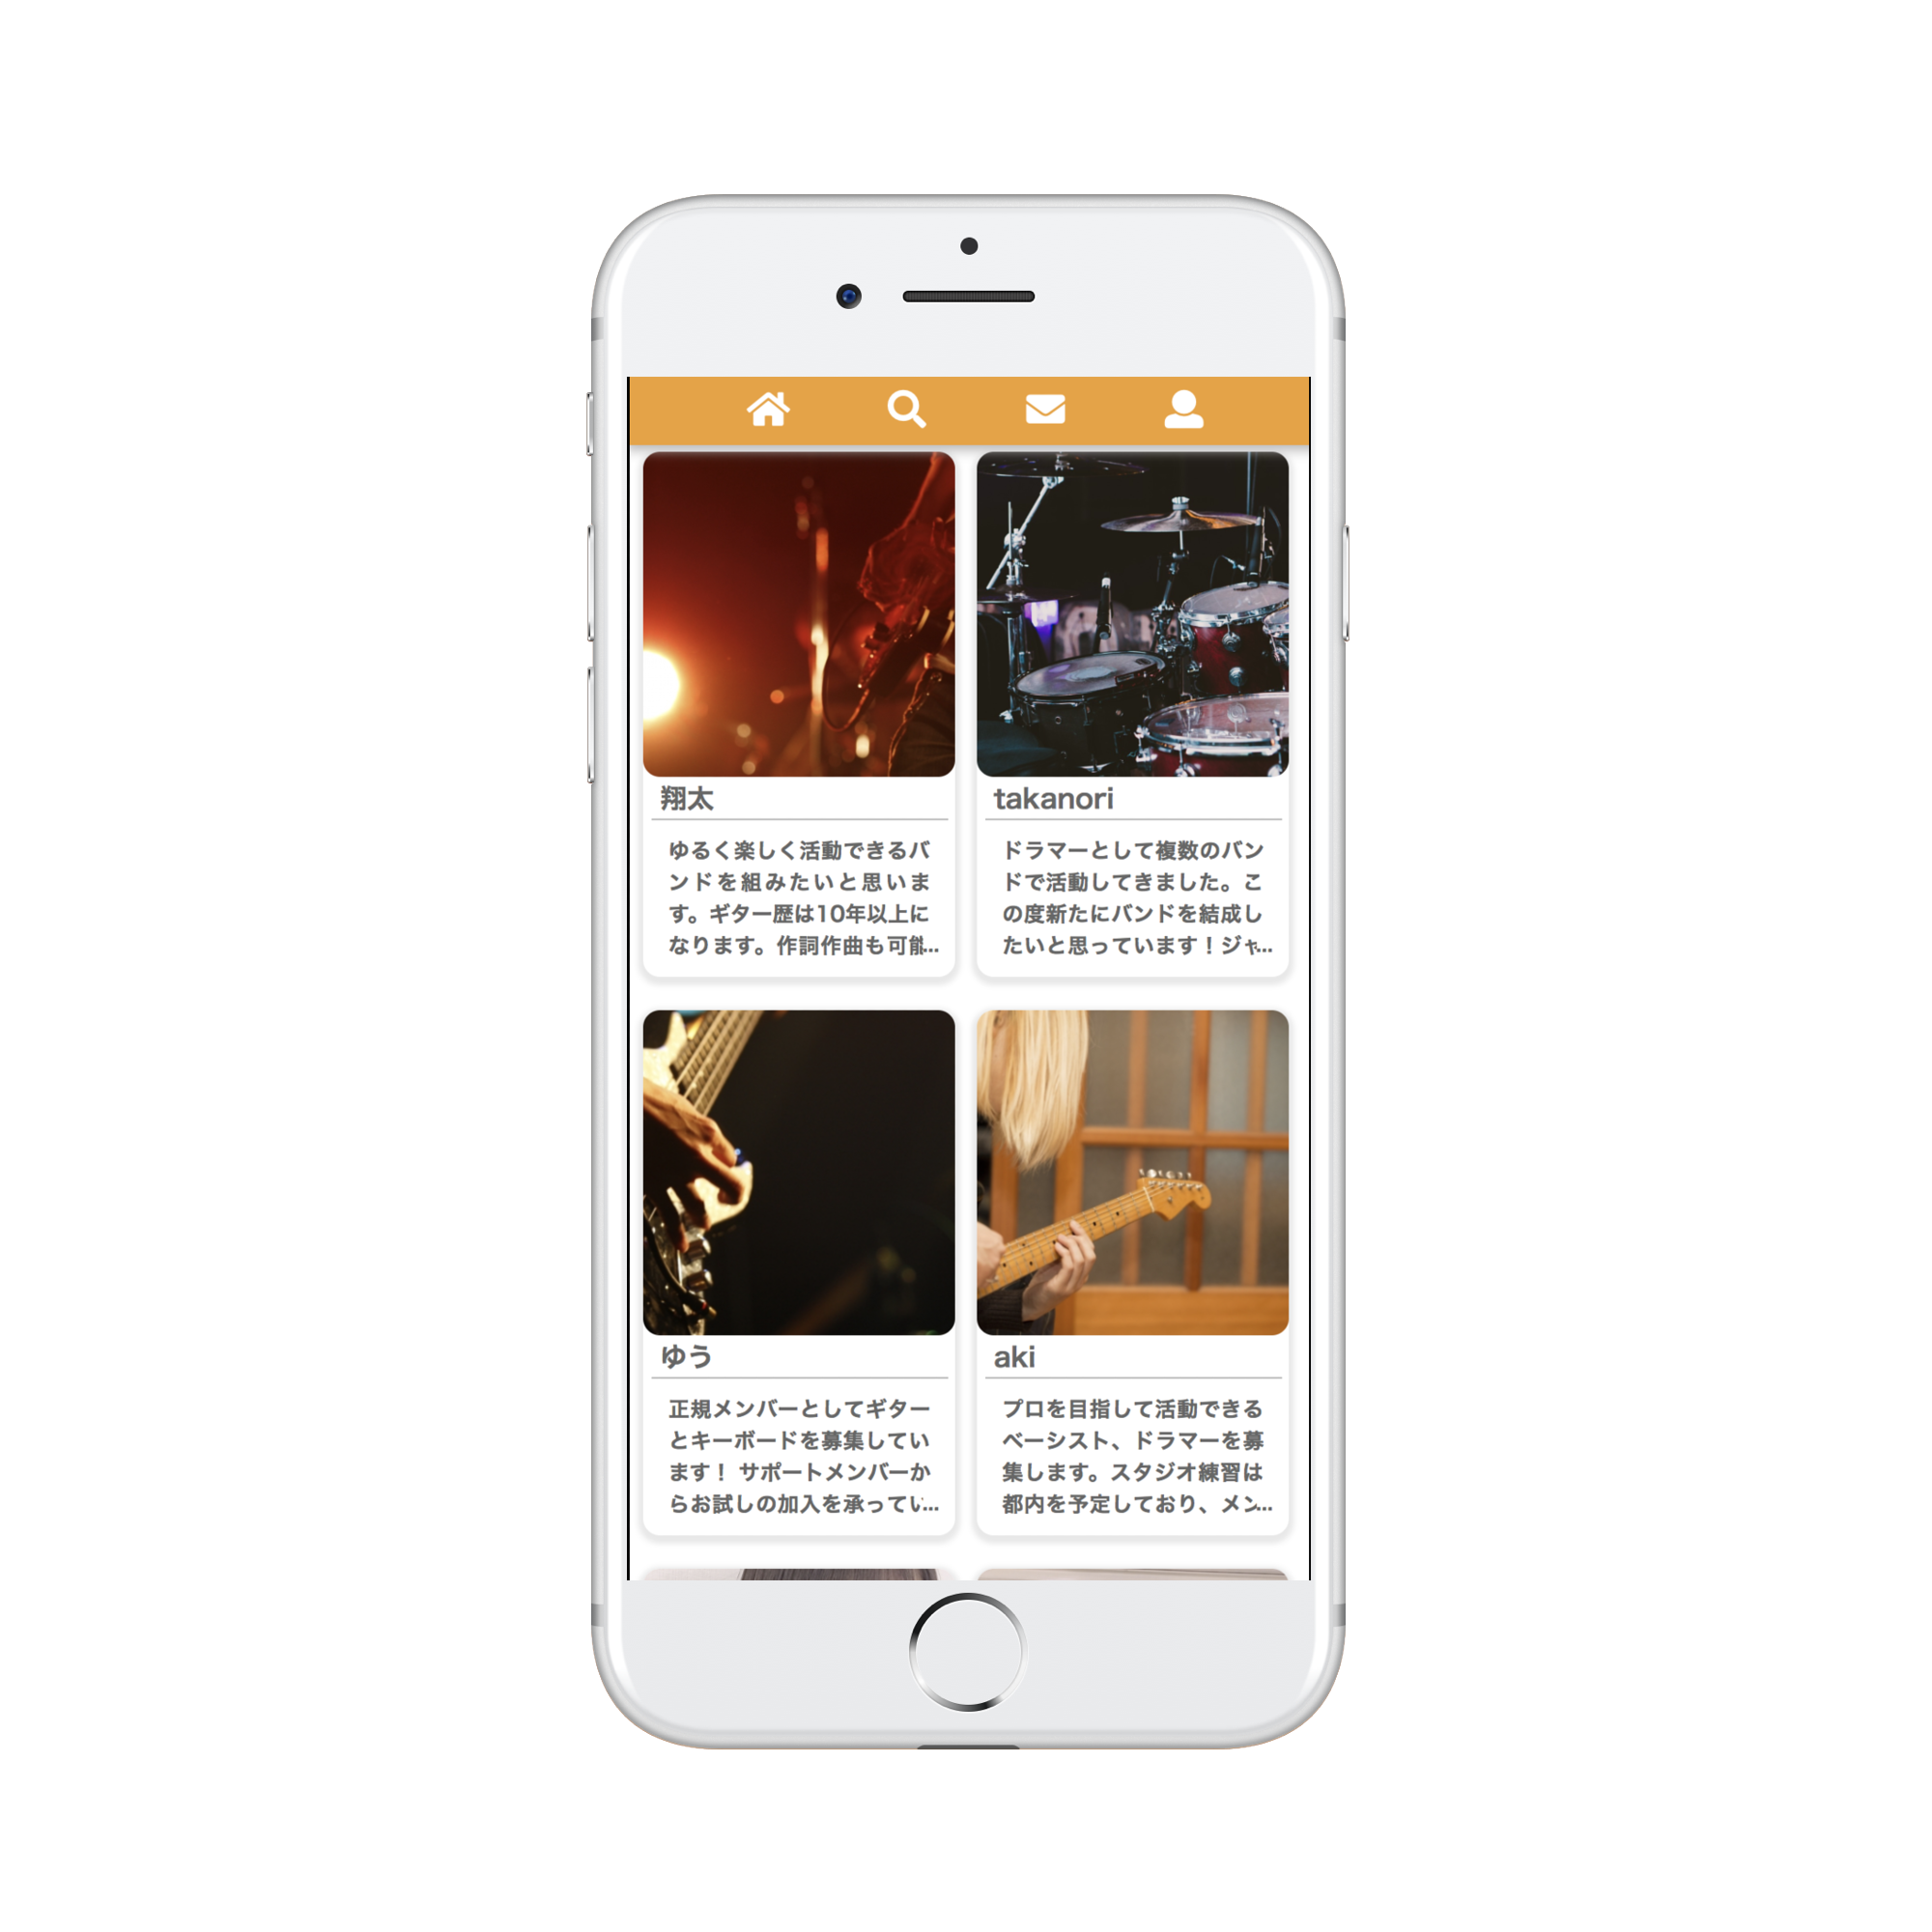 翔太
ゆるく楽しく活動できるバ
ンドを組みたいと思いま
す。ギター歴は10年以上に
なります。作詞作曲も可能...
takanori
ドラマーとして複数のバン
ドで活動してきました。こ
の度新たにバンドを結成し
たいと思っています！ジャ...
ゆう
正規メンバーとしてギター
とキーボードを募集してい
ます！ サポートメンバーか
らお試しの加入を承ってい...
aki
プロを目指して活動できる
ベーシスト、ドラマーを募
集します。スタジオ練習は
都内を予定しており、メン...